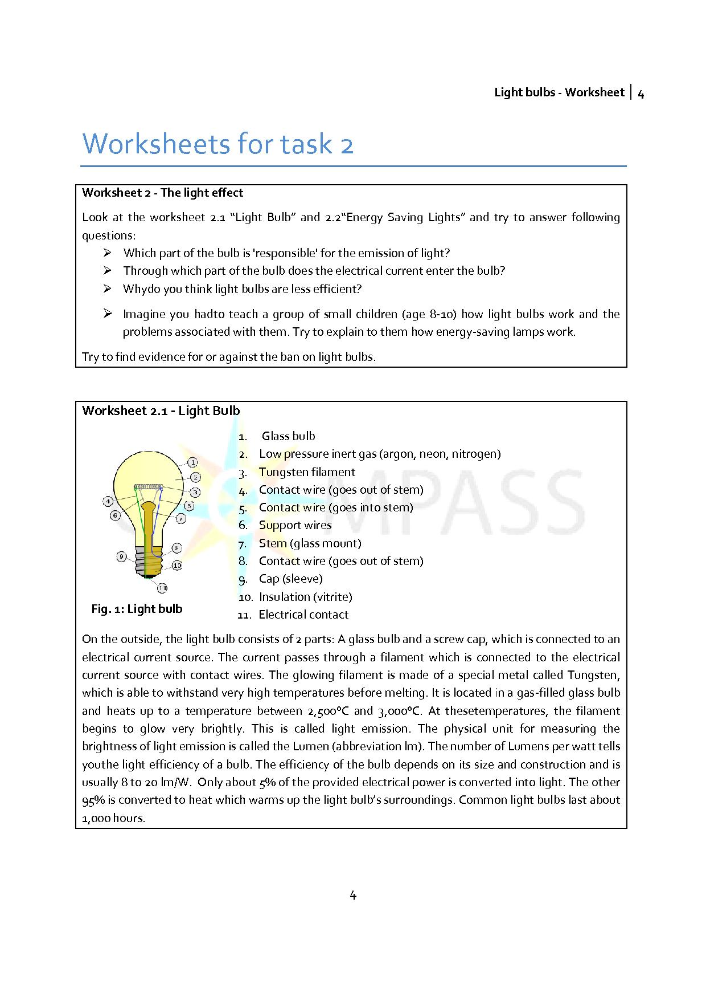 Light bulbs - Worksheet 4
Worksheets for task 2
Worksheet 2 - The light effect
Look at the worksheet 2.1 “Light Bulb” and 2.2“Energy Saving Lights” and try to answer following
questions:
➢ Which part of the bulb is 'responsible' for the emission of light?
➢ Through which part of the bulb does the electrical current enter the bulb?
➢ Whydo you think light bulbs are less efficient?
➢ Imagine you hadto teach a group of small children (age 8-10) how light bulbs work and the
problems associated with them. Try to explain to them how energy-saving lamps work.
Try to find evidence for or against the ban on light bulbs.
Worksheet 2.1 - Light Bulb
1. Glass bulb
2. Low pressure inert gas (argon, neon, nitrogen)
3. Tungsten filament
4. Contact wire (goes out of stem)
5. Contact wire (goes into stem)
6. Support wires
7. Stem (glass mount)
8. Contact wire (goes out of stem)
9. Cap (sleeve)
10. Insulation (vitrite)
11. Electrical contact
1
2
3
4
5
6
7
8
9
10
11
MPASS
Fig. 1: Light bulb
On the outside, the light bulb consists of 2 parts: A glass bulb and a screw cap, which is connected to an
electrical current source. The current passes through a filament which is connected to the electrical
current source with contact wires. The glowing filament is made of a special metal called Tungsten,
which is able to withstand very high temperatures before melting. It is located in a gas-filled glass bulb
and heats up to a temperature between 2,500°C and 3,000°C. At thesetemperatures, the filament
begins to glow very brightly. This is called light emission. The physical unit for measuring the
brightness of light emission is called the Lumen (abbreviation lm). The number of Lumens per watt tells
youthe light efficiency of a bulb. The efficiency of the bulb depends on its size and construction and is
usually 8 to 20 lm/W. Only about 5% of the provided electrical power is converted into light. The other
95% is converted to heat which warms up the light bulb’s surroundings. Common light bulbs last about
1,000 hours.
4